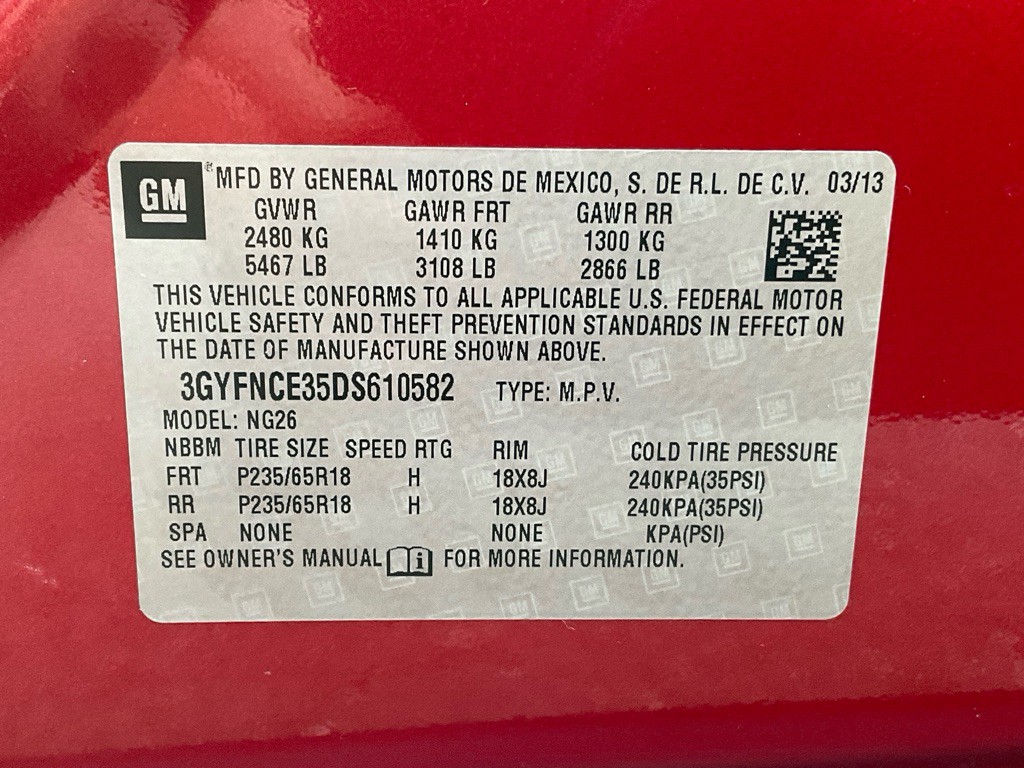 GM ® MFD BY GENERAL MOTORS DE MEXICO, S. DE R.L. DE C.V. 03/13
GVWR GAWR FRT GAWR RR
2480 KG 1410 KG 1300 KG
5467 LB 3108 LB 2866 LB
THIS VEHICLE CONFORMS TO ALL APPLICABLE U.S. FEDERAL MOTOR
VEHICLE SAFETY AND THEFT PREVENTION STANDARDS IN EFFECT ON
THE DATE OF MANUFACTURE SHOWN ABOVE.
3GYFNCE35DS610582 TYPE: M.P.V.
MODEL: NG26
NBBM TIRE SIZE SPEED RTG RIM COLD TIRE PRESSURE
FRT P235/65R18 H 18X8J 240KPA(35PSI)
RR P235/65R18 H 18X8J 240KPA(35PSI)
SPA NONE NONE KPA(PSI)
SEE OWNER'S MANUAL i FOR MORE INFORMATION.